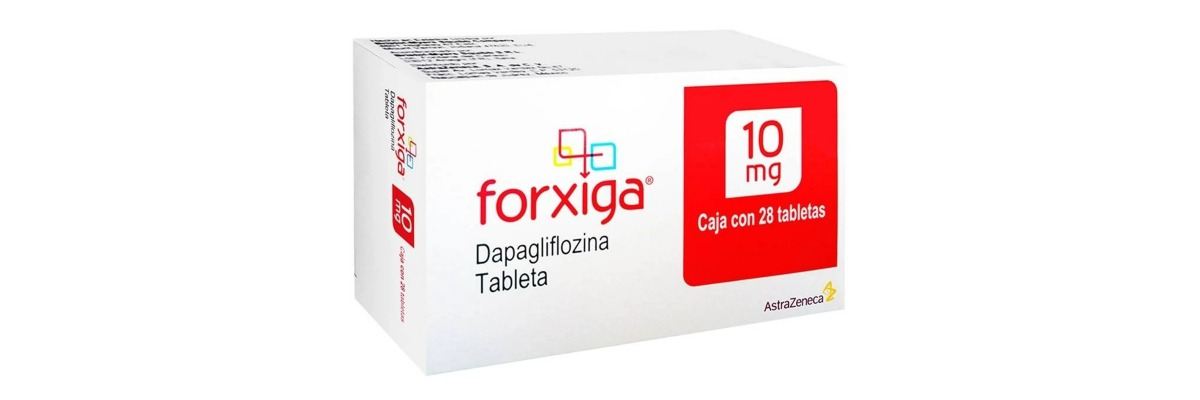 forxiga®
Dapagliflozina
Tableta
10
mg
Caja con 28 tabletas
AstraZeneca
forxiga®
Dapagliflozina
Tableta
10
mg
Caja con 28 tabletas